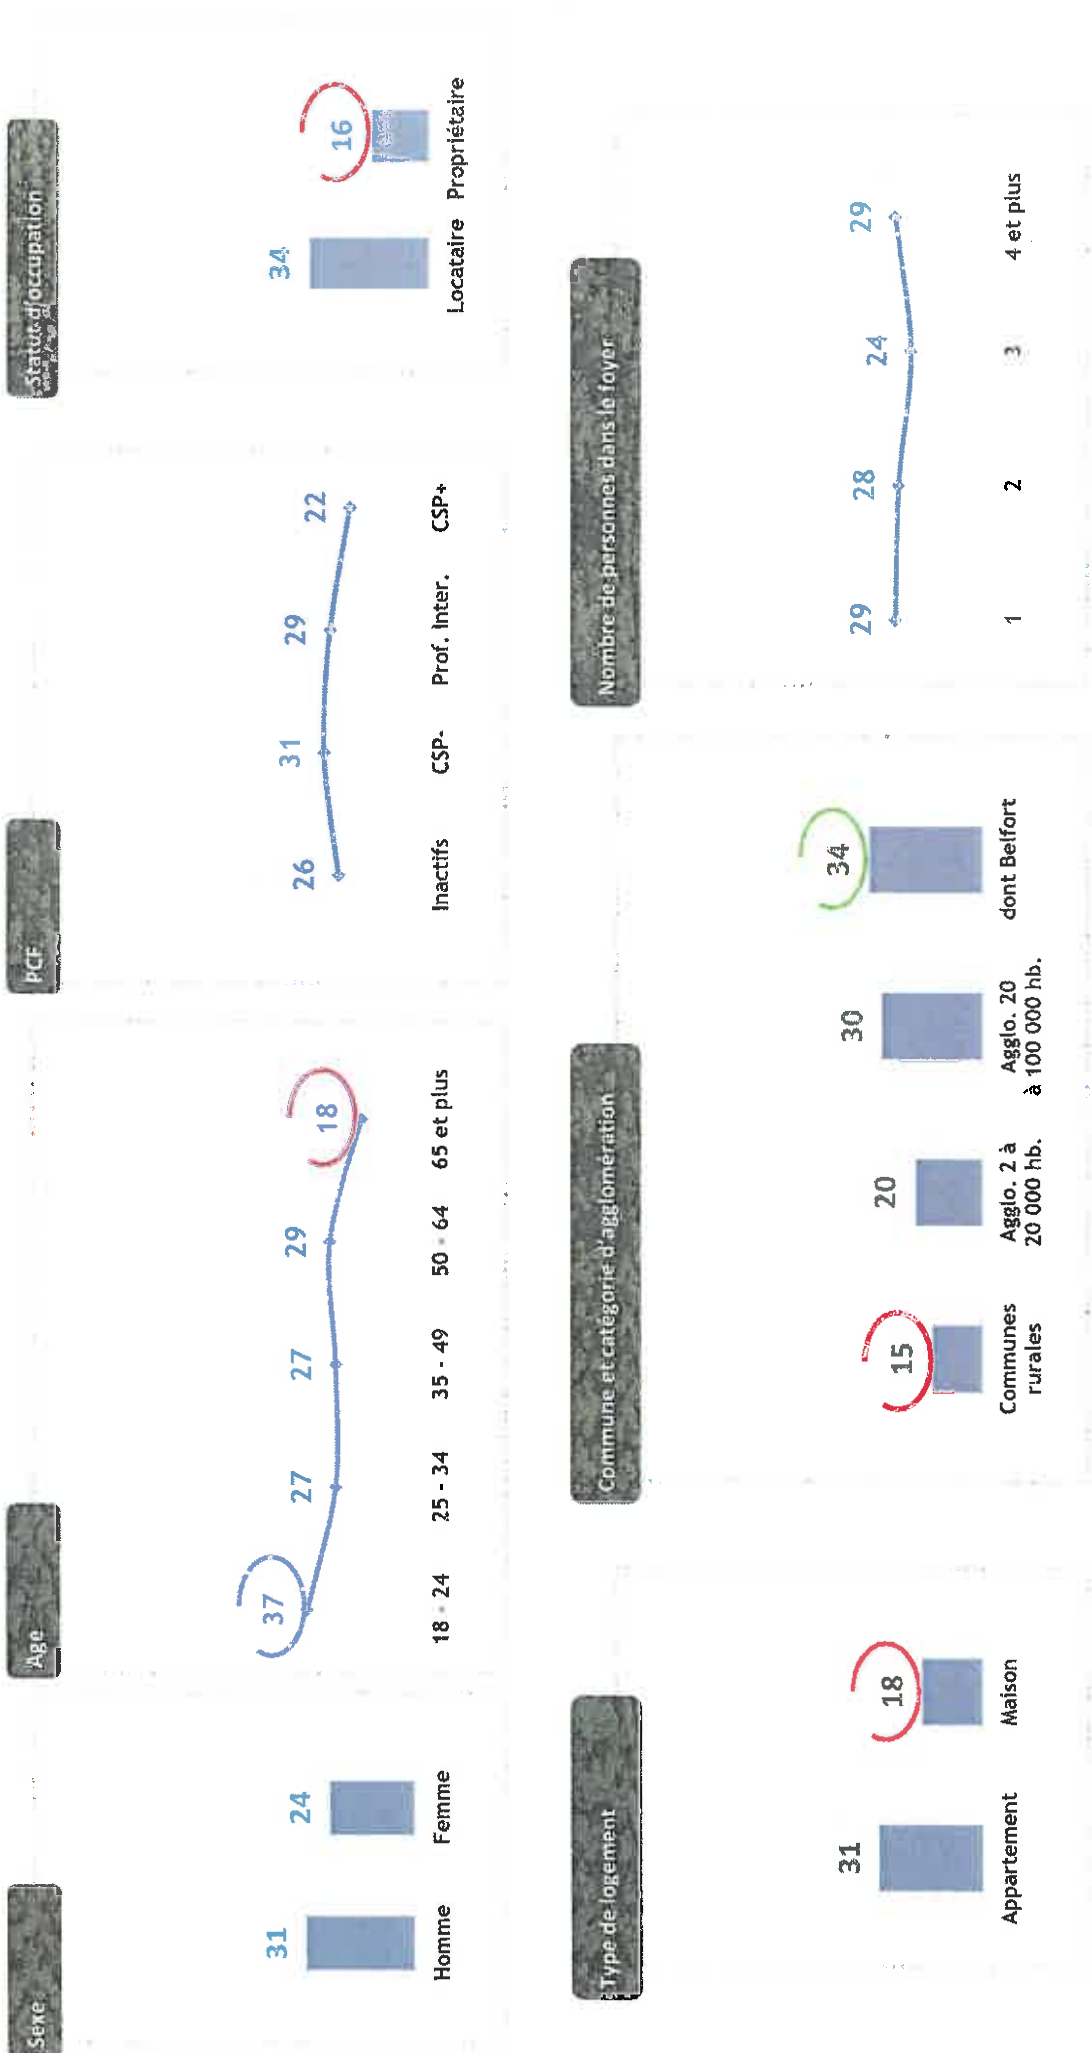 Sexe
31
24
Homme
Femme
Age
37
27
27
29
18
18 - 24
25 - 34
35 - 49
50 - 64
65 et plus
PCF
26
31
29
22
Inactifs
CSP-
Prof. Inter.
CSP+
Statut d'occupation
34
16
Locataire
Propriétaire
Type de logement
31
18
Appartement
Maison
Commune et catégorie d'agglomération
15
20
30
34
Communes
rurales
Agglo. 2 à
20 000 hb.
Agglo. 20
à 100 000 hb.
dont Belfort
Nombre de personnes dans le foyer
29
28
24
29
1
2
3
4 et plus